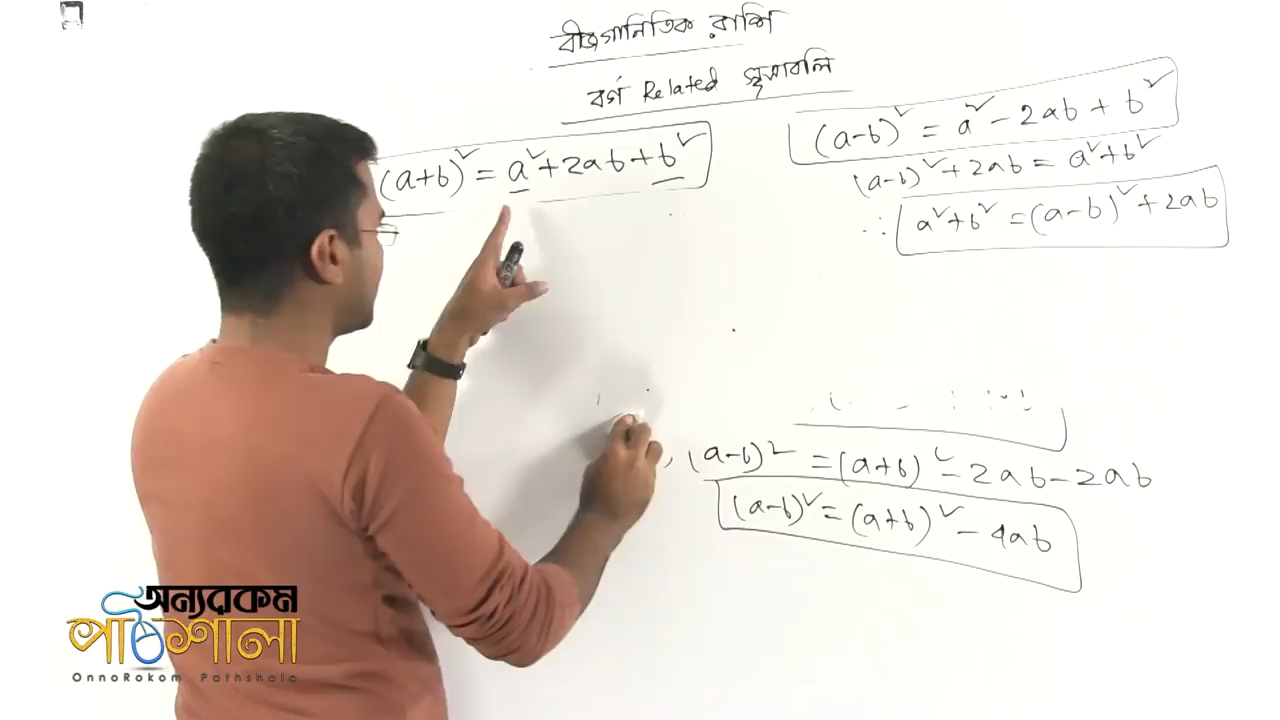 বীজগানিতিক রাশি
বর্গ Related সূত্রাবলি
(a+b)² = a²+2ab+b²
(a-b)² = a²-2ab+b²
(a-b)²+2ab = a²+b²
∴ a²+b² = (a-b)²+2ab
(a-b)² = (a+b)²-2ab-2ab
(a-b)² = (a+b)²-4ab
অন্যরকম
পাঠশালা
OnnoRokom Pathshala